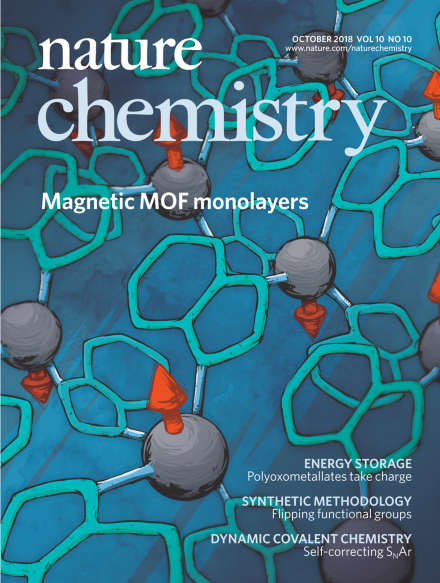 OCTOBER 2018 VOL 10 NO 10
www.nature.com/naturechemistry
nature
chemistry
Magnetic MOF monolayers
ENERGY STORAGE
Polyoxometallates take charge
SYNTHETIC METHODOLOGY
Flipping functional groups
DYNAMIC COVALENT CHEMISTRY
Self-correcting SNAr